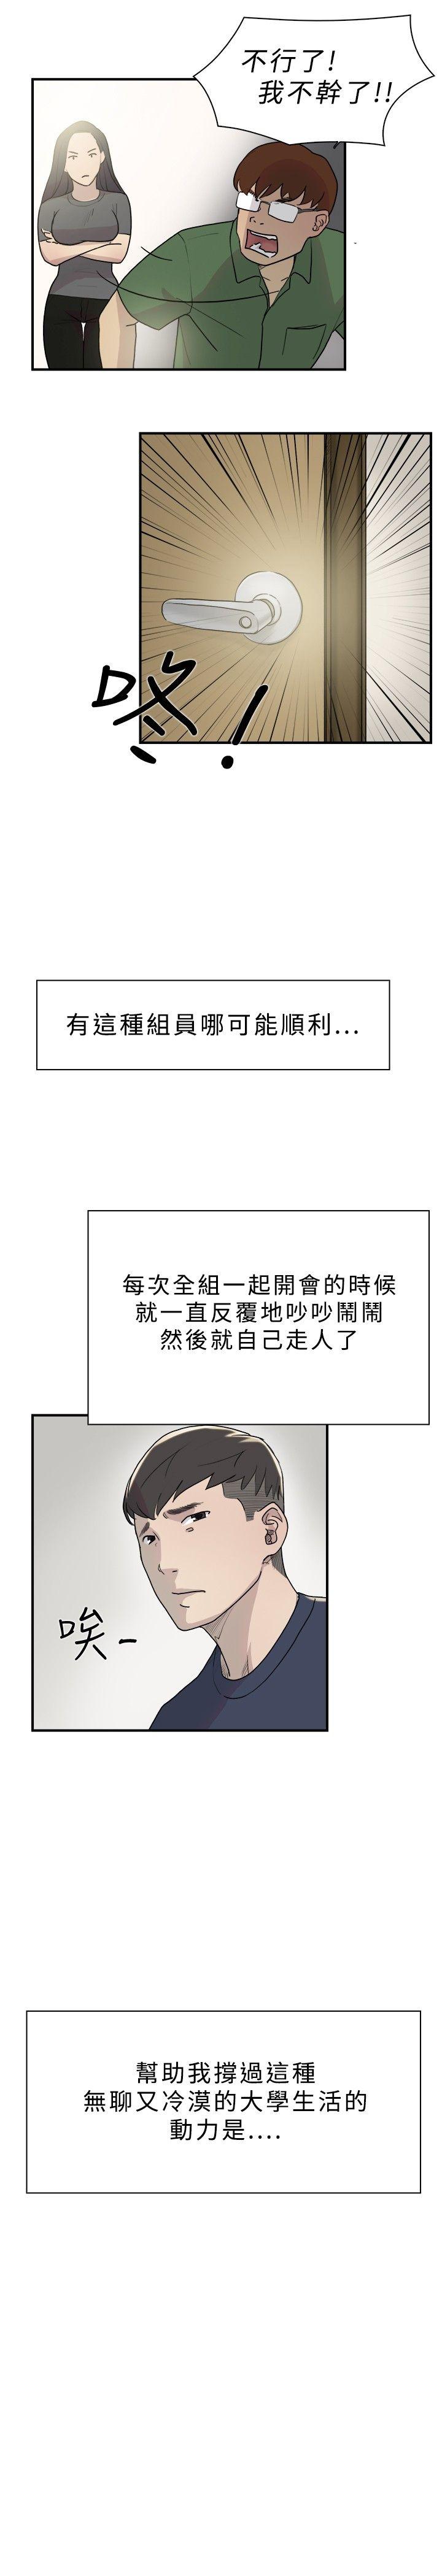 不行了!
我不幹了!!
咚!
有這種組員哪可能順利...
每次全組一起開會的時候
就一直反覆地吵吵鬧鬧
然後就自己走人了
唉-
幫助我撐過這種
無聊又冷漠的大學生活的
動力是....